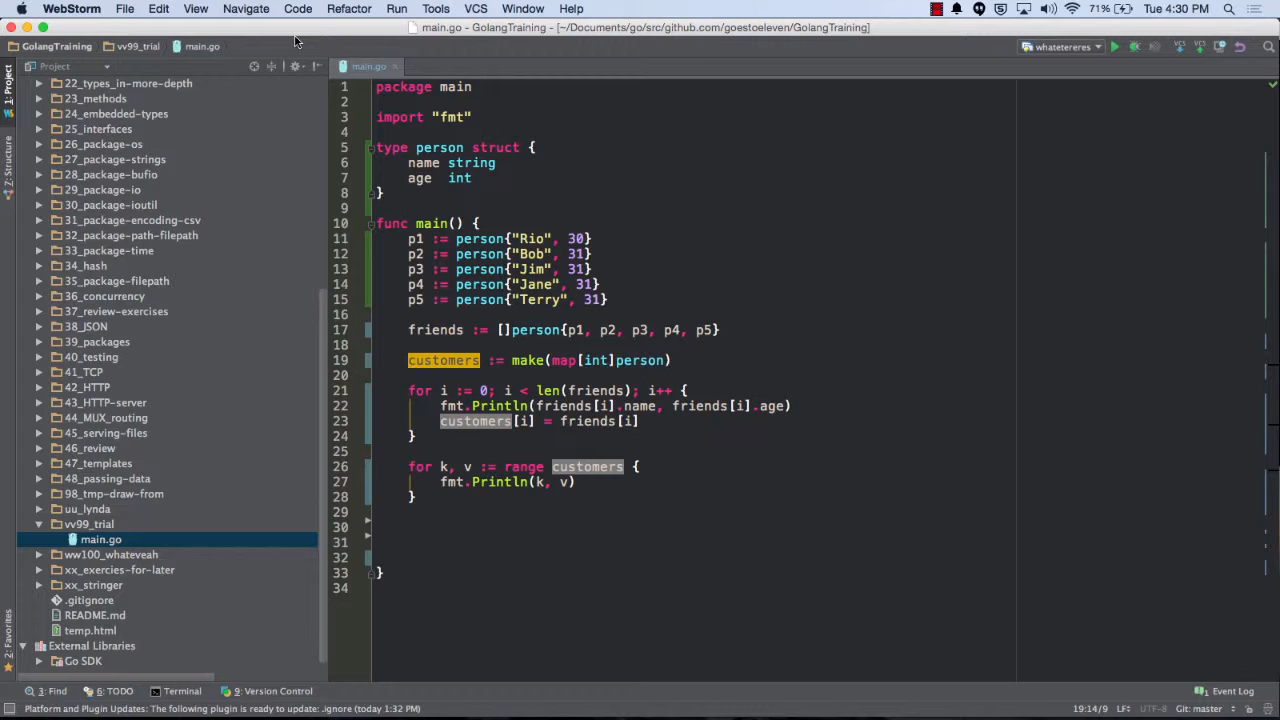 WebStorm File Edit View Navigate Code Refactor Run Tools VCS Window Help 71% Tue 4:30 PM
main.go - GolangTraining - [~/Documents/go/src/github.com/goestoeleven/GolangTraining]
GolangTraining vv99_trial main.go whatetereres
Project
main.go
1: Project
7: Structure
2: Favorites
22_types_in-more-depth
23_methods
24_embedded-types
25_interfaces
26_package-os
27_package-strings
28_package-bufio
29_package-io
30_package-ioutil
31_package-encoding-csv
32_package-path-filepath
33_package-time
34_hash
35_package-filepath
36_concurrency
37_review-exercises
38_JSON
39_packages
40_testing
41_TCP
42_HTTP
43_HTTP-server
44_MUX_routing
45_serving-files
46_review
47_templates
48_passing-data
98_tmp-draw-from
uu_lynda
vv99_trial
main.go
ww100_whateveah
xx_exercies-for-later
xx_stringer
.gitignore
README.md
temp.html
External Libraries
Go SDK
1 package main
2
3 import "fmt"
4
5 type person struct {
6 name string
7 age int
8 }
9
10 func main() {
11 p1 := person{"Rio", 30}
12 p2 := person{"Bob", 31}
13 p3 := person{"Jim", 31}
14 p4 := person{"Jane", 31}
15 p5 := person{"Terry", 31}
16
17 friends := []person{p1, p2, p3, p4, p5}
18
19 customers := make(map[int]person)
20
21 for i := 0; i < len(friends); i++ {
22 fmt.Println(friends[i].name, friends[i].age)
23 customers[i] = friends[i]
24 }
25
26 for k, v := range customers {
27 fmt.Println(k, v)
28 }
29
30
31
32
33 }
34
3: Find 6: TODO Terminal 9: Version Control 1 Event Log
Platform and Plugin Updates: The following plugin is ready to update: .ignore (today 1:32 PM) 19:14/9 LF UTF-8 Git: master